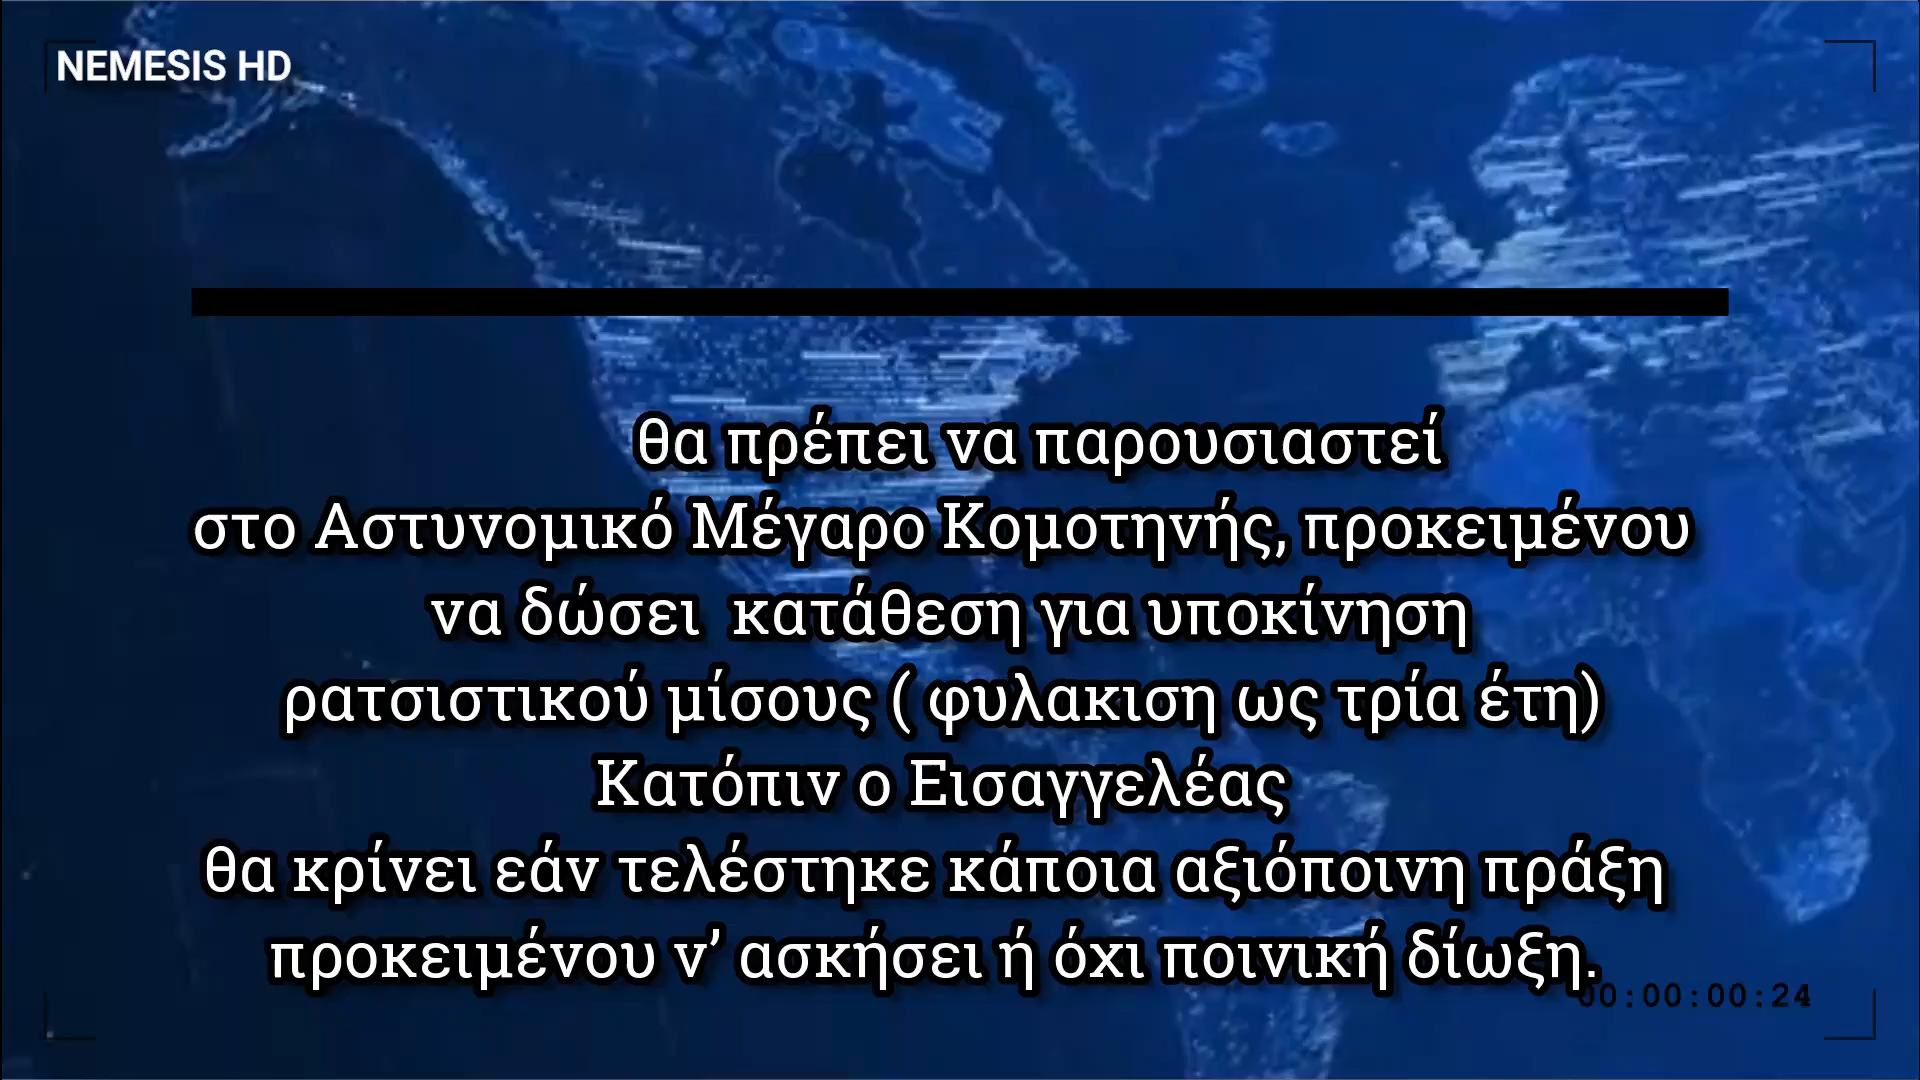 NEMESIS HD
θα πρέπει να παρουσιαστεί
στο Αστυνομικό Μέγαρο Κομοτηνής, προκειμένου
να δώσει κατάθεση για υποκίνηση
ρατσιστικού μίσους ( φυλακιση ως τρία έτη)
Κατόπιν ο Εισαγγελέας
θα κρίνει εάν τελέστηκε κάποια αξιόποινη πράξη
προκειμένου ν’ ασκήσει ή όχι ποινική δίωξη.
00:00:00:24